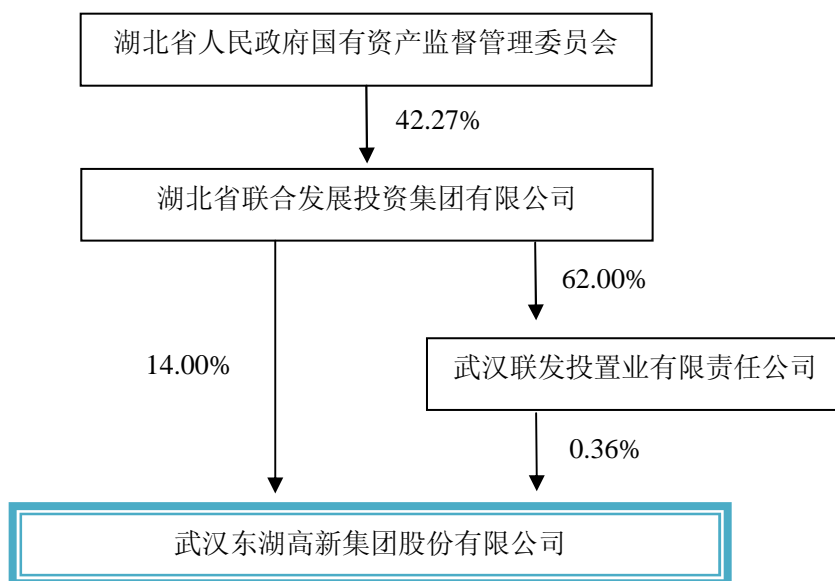 湖北省人民政府国有资产监督管理委员会
42.27%
湖北省联合发展投资集团有限公司
62.00%
14.00%
武汉联发投置业有限责任公司
0.36%
武汉东湖高新集团股份有限公司